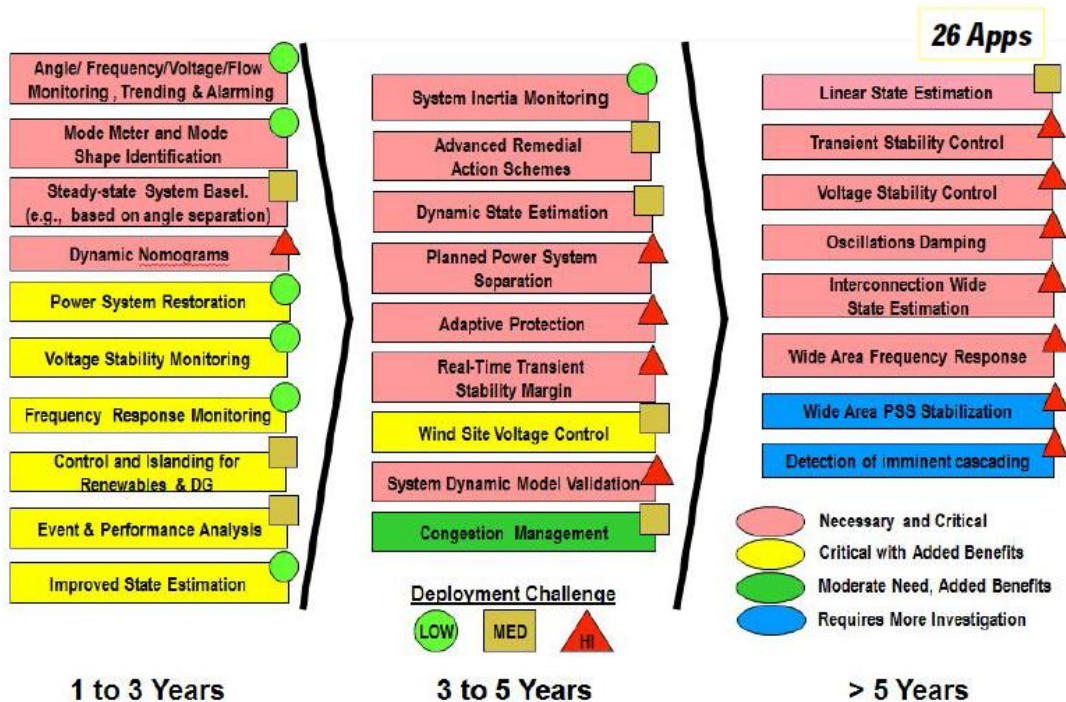 26 Apps
Angle/ Frequency/Voltage/Flow
Monitoring , Trending & Alarming
Mode Meter and Mode
Shape Identification
Steady-state System Basel.
(e.g., based on angle separation)
Dynamic Nomograms
Power System Restoration
Voltage Stability Monitoring
Frequency Response Monitoring
Control and Islanding for
Renewables & DG
Event & Performance Analysis
Improved State Estimation
1 to 3 Years
System Inertia Monitoring
Advanced Remedial
Action Schemes
Dynamic State Estimation
Planned Power System
Separation
Adaptive Protection
Real-Time Transient
Stability Margin
Wind Site Voltage Control
System Dynamic Model Validation
Congestion Management
Deployment Challenge
LOW
MED
HI
3 to 5 Years
Linear State Estimation
Transient Stability Control
Voltage Stability Control
Oscillations Damping
Interconnection Wide
State Estimation
Wide Area Frequency Response
Wide Area PSS Stabilization
Detection of imminent cascading
Necessary and Critical
Critical with Added Benefits
Moderate Need, Added Benefits
Requires More Investigation
> 5 Years